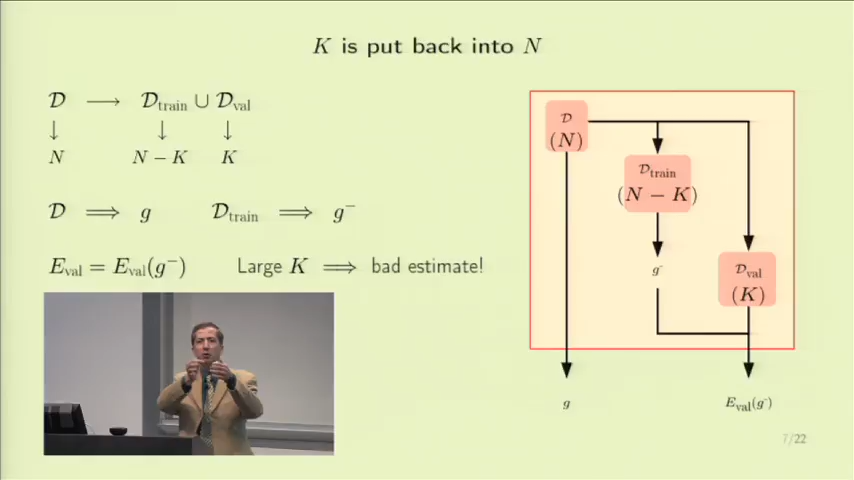 K is put back into N
𝒟 ⟶ 𝒟train ∪ 𝒟val
↓ ↓ ↓
N N − K K
𝒟 ⟹ g 𝒟train ⟹ g⁻
Eval = Eval(g⁻) Large K ⟹ bad estimate!
𝒟
(N)
𝒟train
(N − K)
g⁻
𝒟val
(K)
g
Eval(g⁻)
7/22